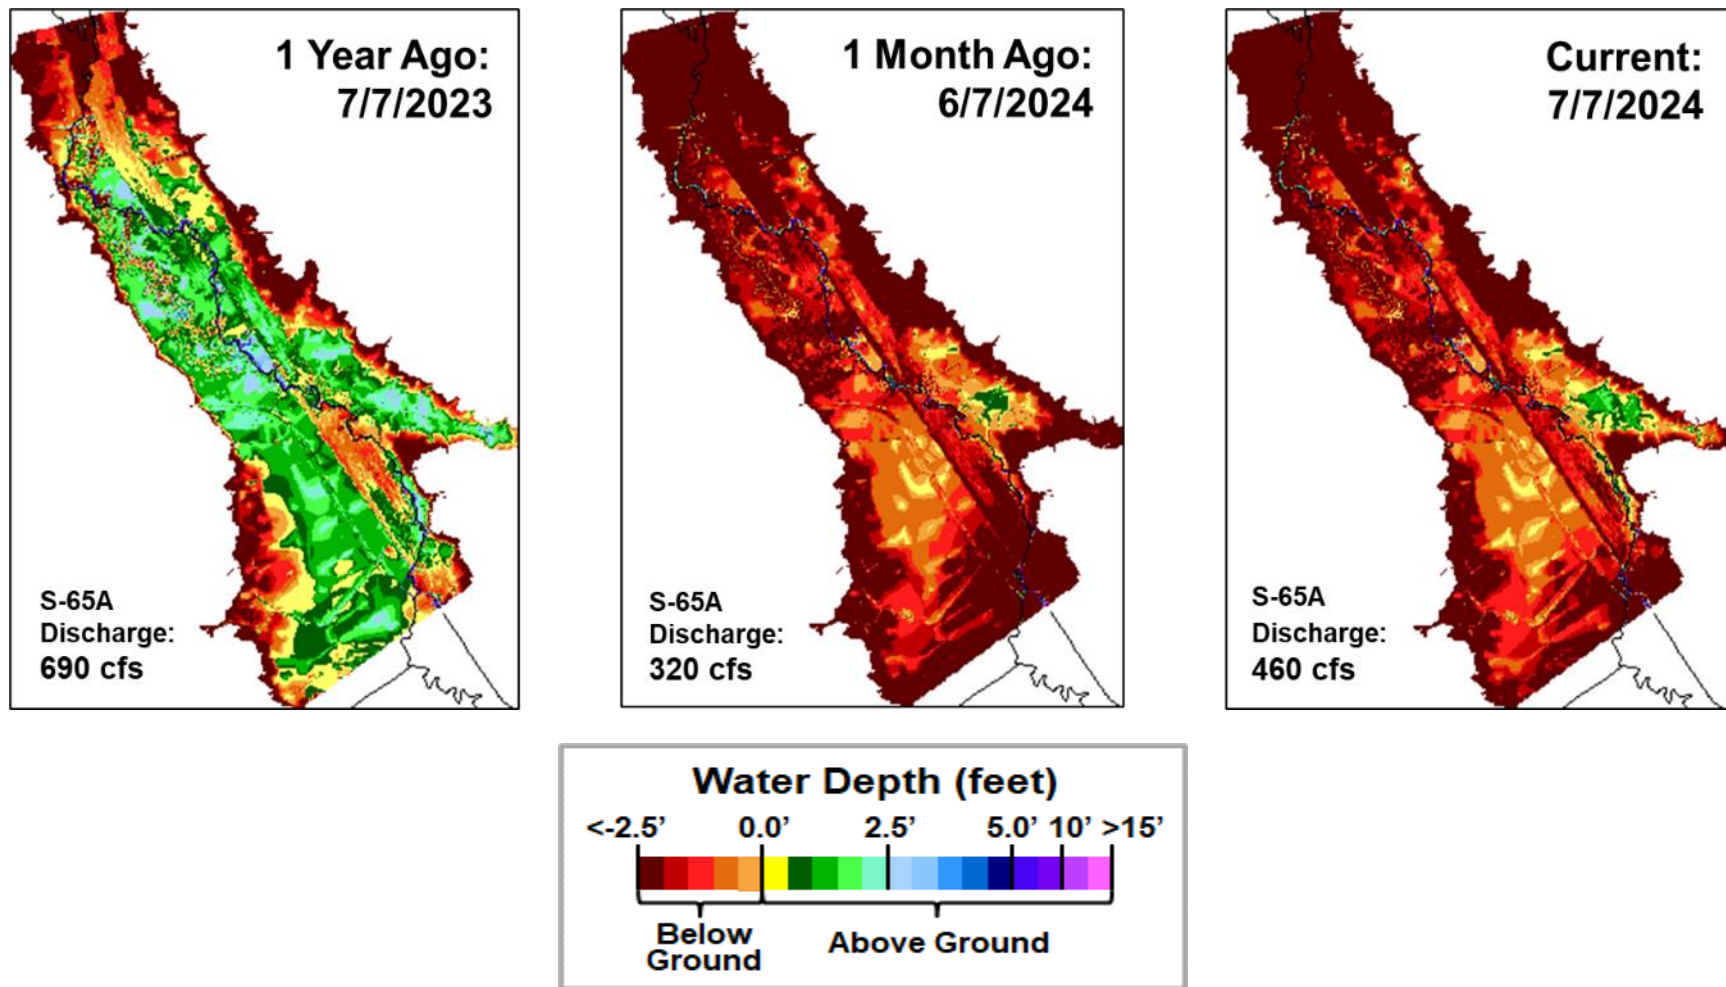 1 Year Ago:
7/7/2023
S-65A
Discharge:
690 cfs
1 Month Ago:
6/7/2024
S-65A
Discharge:
320 cfs
Current:
7/7/2024
S-65A
Discharge:
460 cfs
Water Depth (feet)
<-2.5’ 0.0’ 2.5’ 5.0’ 10’ >15’
Below
Ground
Above Ground